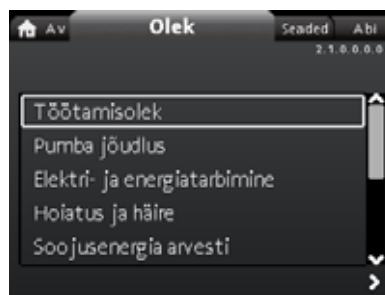 Av Olek Seaded Abi
2.1.0.0.0.0
Töötamisolek
Pumba jõudlus
Elektri- ja energiatarbimine
Hoiatus ja häire
Soojusenergia arvesti